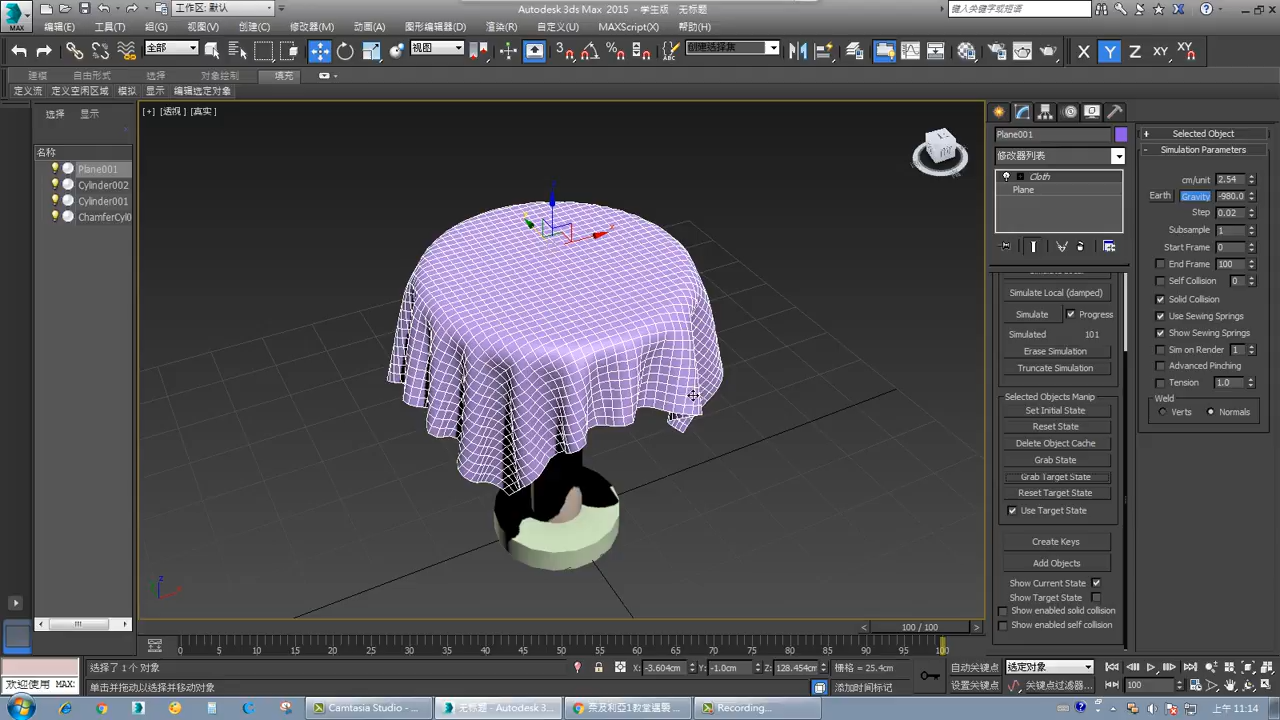 工作区: 默认
Autodesk 3ds Max 2015 - 学生版 无标题
键入关键字或短语
MAX
编辑(E) 工具(T) 组(G) 视图(V) 创建(C) 修改器(M) 动画(A) 图形编辑器(D) 渲染(R) 自定义(U) MAXScript(X) 帮助(H)
全部 视图 创建选择集 X Y Z XY XY
建模 自由形式 选择 对象绘制 填充
定义流 定义空闲区域 模拟 显示 编辑选定对象
选择 显示
名称
Plane001
Cylinder002
Cylinder001
ChamferCyl
[+] [透视] [真实]
Plane001
修改器列表
Cloth
Plane
Simulate Local (damped)
Simulate Progress
Simulated 101
Erase Simulation
Truncate Simulation
Selected Objects Manip
Set Initial State
Reset State
Delete Object Cache
Grab State
Grab Target State
Reset Target State
Use Target State
Create Keys
Add Objects
Show Current State
Show Target State
Show enabled solid collision
Show enabled self collision
+ Selected Object
- Simulation Parameters
cm/unit 2.54
Earth Gravity -980.0
Step 0.02
Subsample 1
Start Frame 0
End Frame 100
Self Collision 0
Solid Collision
Use Sewing Springs
Show Sewing Springs
Sim on Render 1
Advanced Pinching
Tension 1.0
Weld
Verts Normals
100 / 100
0 5 10 15 20 25 30 35 40 45 50 55 60 65 70 75 80 85 90 95 100
选择了 1 个对象
X: -3.604cm Y: -1.0cm Z: 128.454cm 栅格 = 25.4cm
自动关键点 选定对象
欢迎使用 MAX:
单击并拖动以选择并移动对象
添加时间标记
设置关键点 关键点过滤器...
100
Camtasia Studio - ...
无标题 - Autodesk 3...
Recording...
上午 11:14